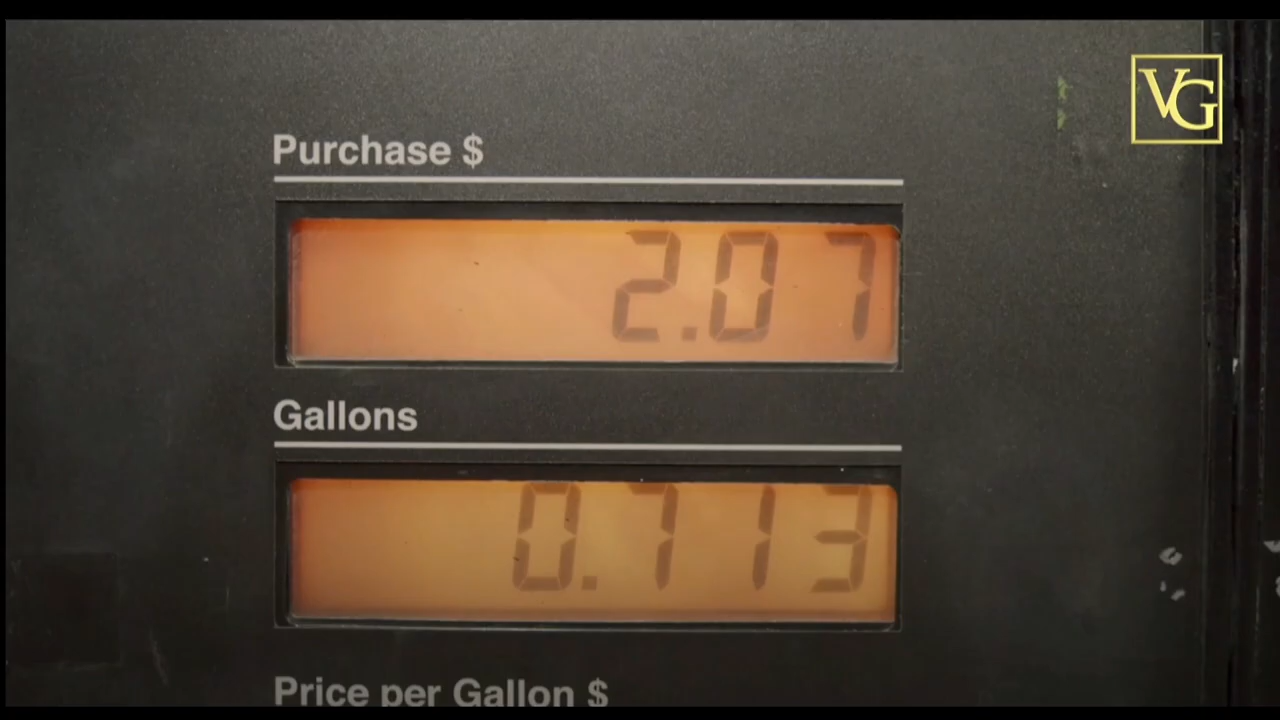 VG
Purchase $
2.07
Gallons
0.713
Price per Gallon $